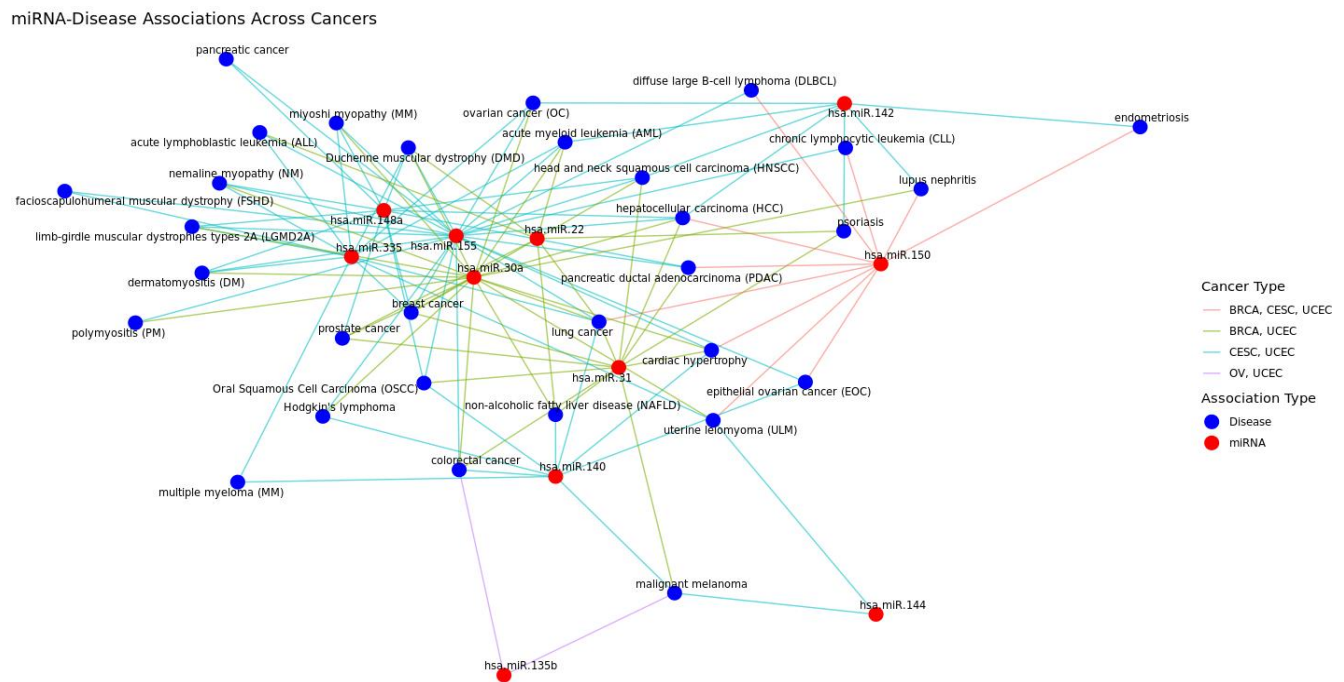 miRNA-Disease Associations Across Cancers
pancreatic cancer
diffuse large B-cell lymphoma (DLBCL)
miyoshi myopathy (MM)
ovarian cancer (OC)
hsa.miR.142
endometriosis
acute lymphoblastic leukemia (ALL)
acute myeloid leukemia (AML)
chronic lymphocytic leukemia (CLL)
Duchenne muscular dystrophy (DMD)
head and neck squamous cell carcinoma (HNSCC)
nemaline myopathy (NM)
lupus nephritis
facioscapulohumeral muscular dystrophy (FSHD)
hepatocellular carcinoma (HCC)
hsa.miR.148a
psoriasis
limb-girdle muscular dystrophies types 2A (LGMD2A)
hsa.miR.22
hsa.miR.335
hsa.miR.155
hsa.miR.150
hsa.miR.30a
dermatomyositis (DM)
pancreatic ductal adenocarcinoma (PDAC)
Cancer Type
breast cancer
BRCA, CESC, UCEC
polymyositis (PM)
prostate cancer
lung cancer
BRCA, UCEC
CESC, UCEC
cardiac hypertrophy
OV, UCEC
hsa.miR.31
Oral Squamous Cell Carcinoma (OSCC)
epithelial ovarian cancer (EOC)
Association Type
Hodgkin's lymphoma
non-alcoholic fatty liver disease (NAFLD)
Disease
uterine leiomyoma (ULM)
miRNA
colorectal cancer
hsa.miR.140
multiple myeloma (MM)
malignant melanoma
hsa.miR.144
hsa.miR.135b